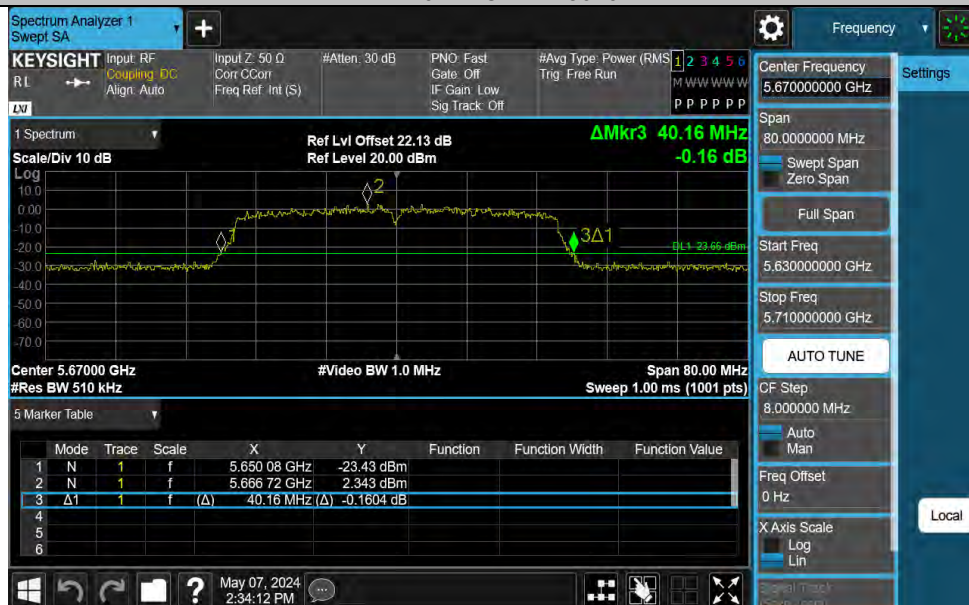 Spectrum Analyzer 1
Swept SA
+
Frequency
KEYSIGHT
RL
LXI
Input: RF
Coupling: DC
Align: Auto
Input Z: 50 Ω
Corr CCorr
Freq Ref: Int (S)
#Atten: 30 dB
PNO: Fast
Gate: Off
IF Gain: Low
Sig Track: Off
#Avg Type: Power (RMS
Trig: Free Run
1 2 3 4 5 6
M W W W W W
P P P P P P
1 Spectrum
Scale/Div 10 dB
Ref Lvl Offset 22.13 dB
Ref Level 20.00 dBm
ΔMkr3 40.16 MHz
-0.16 dB
Log
10.0
0.00
-10.0
-20.0
-30.0
-40.0
-50.0
-60.0
-70.0
1
2
3Δ1
DL1 -23.66 dBm
Center 5.67000 GHz
#Res BW 510 kHz
#Video BW 1.0 MHz
Span 80.00 MHz
Sweep 1.00 ms (1001 pts)
5 Marker Table
Mode Trace Scale X Y Function Function Width Function Value
1 N 1 f 5.650 08 GHz -23.43 dBm
2 N 1 f 5.666 72 GHz 2.343 dBm
3 Δ1 1 f (Δ) 40.16 MHz (Δ) -0.1604 dB
4
5
6
?
May 07, 2024
2:34:12 PM
Center Frequency
5.670000000 GHz
Span
80.0000000 MHz
Swept Span
Zero Span
Full Span
Start Freq
5.630000000 GHz
Stop Freq
5.710000000 GHz
AUTO TUNE
CF Step
8.000000 MHz
Auto
Man
Freq Offset
0 Hz
X Axis Scale
Log
Lin
Signal Track
Settings
Local